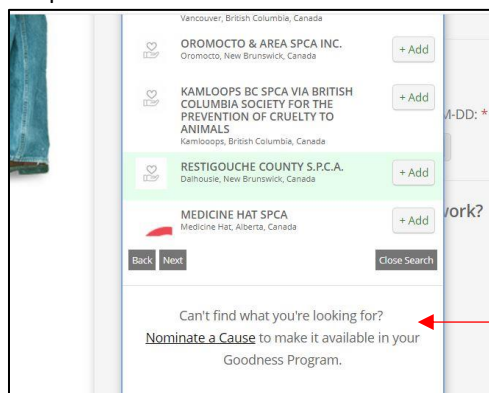 Vancouver, British Columbia, Canada
OROMOCTO & AREA SPCA INC.
+ Add
Oromocto, New Brunswick, Canada
KAMLOOPS BC SPCA VIA BRITISH
+ Add
COLUMBIA SOCIETY FOR THE
PREVENTION OF CRUELTY TO
M-DD: *
ANIMALS
Kamlooops, British Columbia, Canada
RESTIGOUCHE COUNTY S.P.C.A.
+ Add
Dalhousie, New Brunswick, Canada
MEDICINE HAT SPCA
+ Add
work?
Medicine Hat, Alberta, Canada
Back Next
Close Search
Can't find what you're looking for?
Nominate a Cause to make it available in your
Goodness Program.